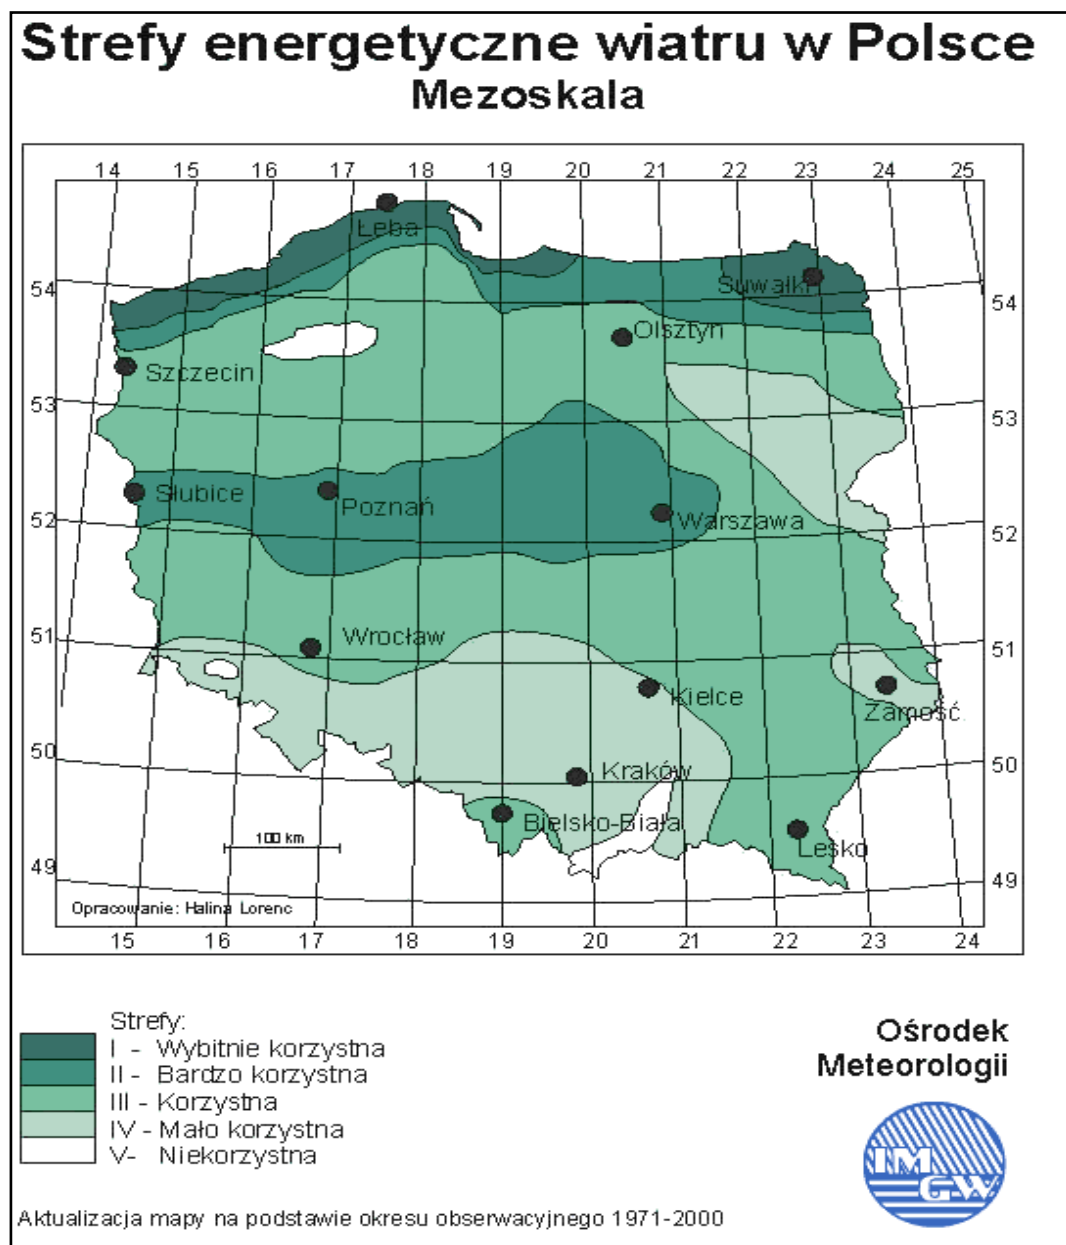 Strefy energetyczne wiatru w Polsce
Mezoskala
14 15 16 17 18 19 20 21 22 23 24 25
Łeba
Suwałki
54 54
Olsztyn
Szczecin
53 53
Słubice
Poznań
Warszawa
52 52
51 51
Wrocław
Kielce
Zamość
50 50
Kraków
Bielsko-Biała
100 km
Lesko
49 49
Opracowanie: Halina Lorenc
15 16 17 18 19 20 21 22 23 24
Strefy:
I - Wybitnie korzystna
II - Bardzo korzystna
III - Korzystna
IV - Mało korzystna
V- Niekorzystna
Ośrodek
Meteorologii
IM
GW
Aktualizacja mapy na podstawie okresu obserwacyjnego 1971-2000